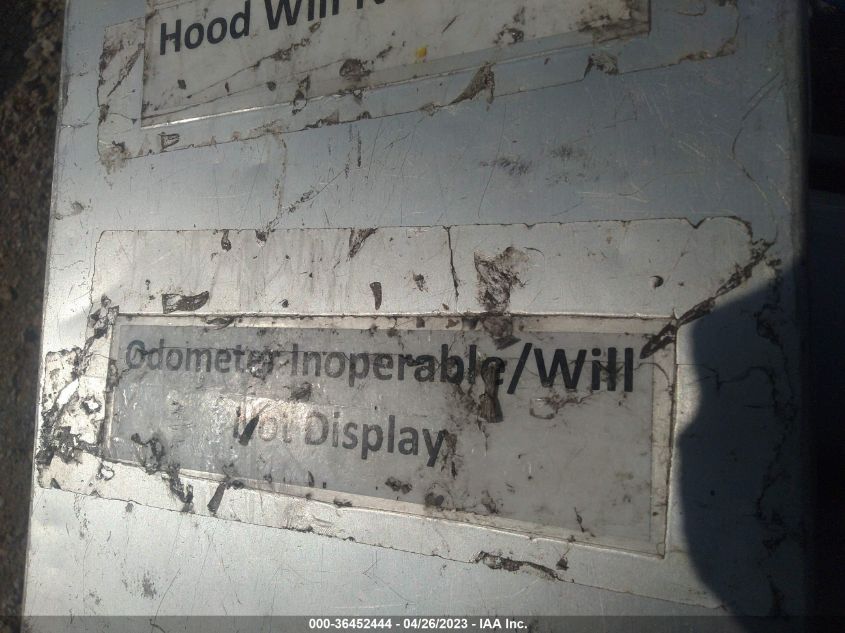 Hood Will
Odometer Inoperable/Will
Not Display
000-36452444 - 04/26/2023 - IAA Inc.